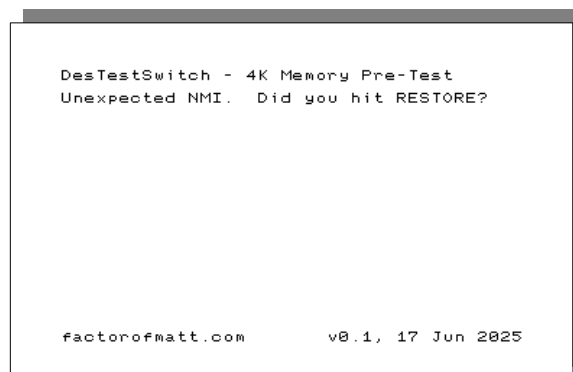 DesTestSwitch - 4K Memory Pre-Test
Unexpected NMI.  Did you hit RESTORE?
factorofmatt.com v0.1, 17 Jun 2025